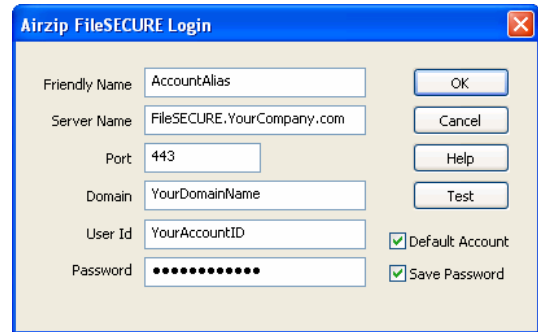 Airzip FileSECURE Login
Friendly Name AccountAlias OK
Server Name FileSECURE.YourCompany.com Cancel
Port 443 Help
Domain YourDomainName Test
User Id YourAccountID Default Account
Password ●●●●●●●●●●●● Save Password